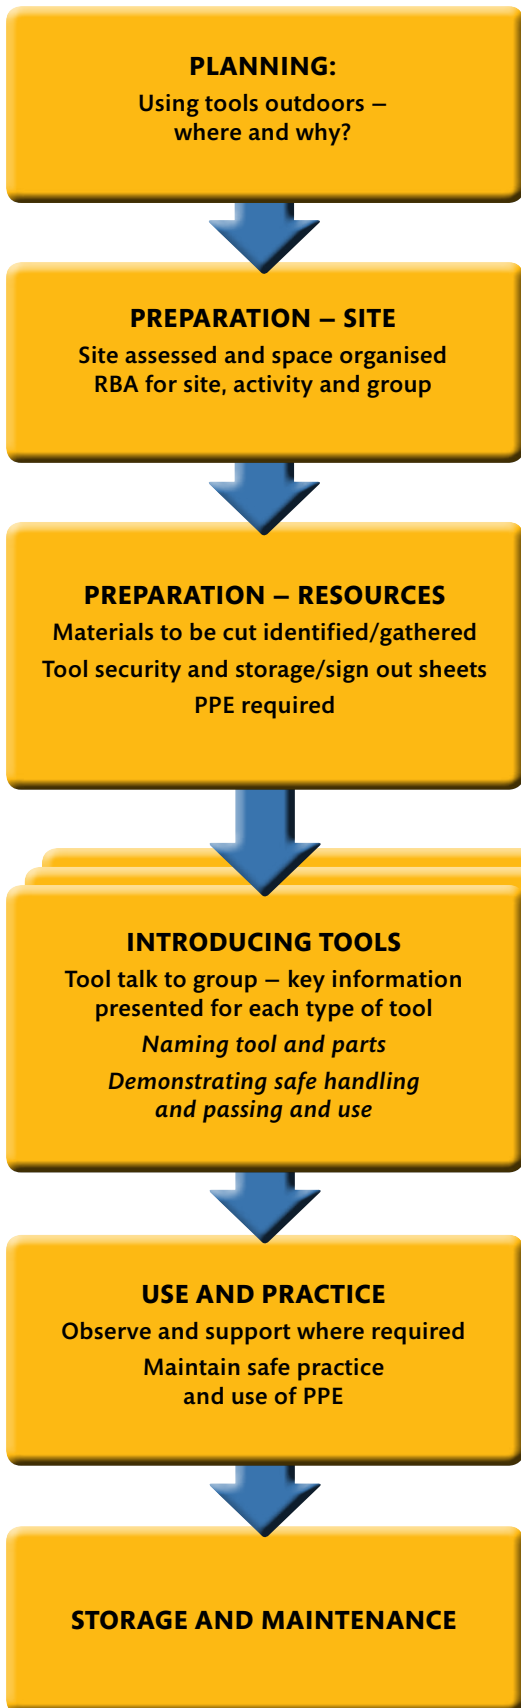 PLANNING:
Using tools outdoors –
where and why?
PREPARATION – SITE
Site assessed and space organised
RBA for site, activity and group
PREPARATION – RESOURCES
Materials to be cut identified/gathered
Tool security and storage/sign out sheets
PPE required
INTRODUCING TOOLS
Tool talk to group – key information
presented for each type of tool
Naming tool and parts
Demonstrating safe handling
and passing and use
USE AND PRACTICE
Observe and support where required
Maintain safe practice
and use of PPE
STORAGE AND MAINTENANCE